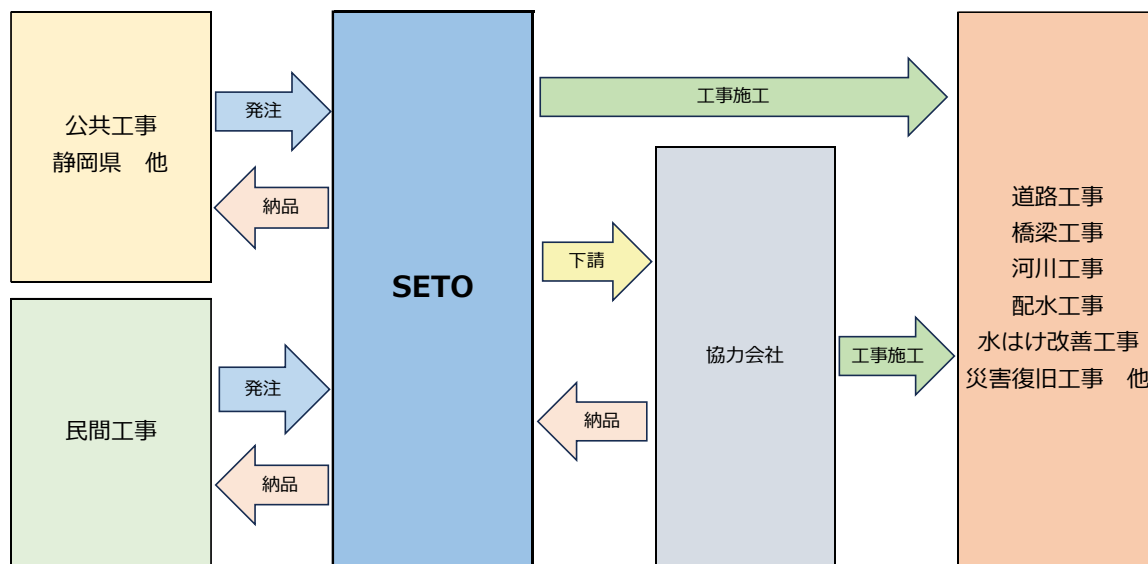 公共工事
静岡県　他
発注
納品
民間工事
発注
納品
SETO
工事施工
下請
納品
協力会社
工事施工
道路工事
橋梁工事
河川工事
配水工事
水はけ改善工事
災害復旧工事　他